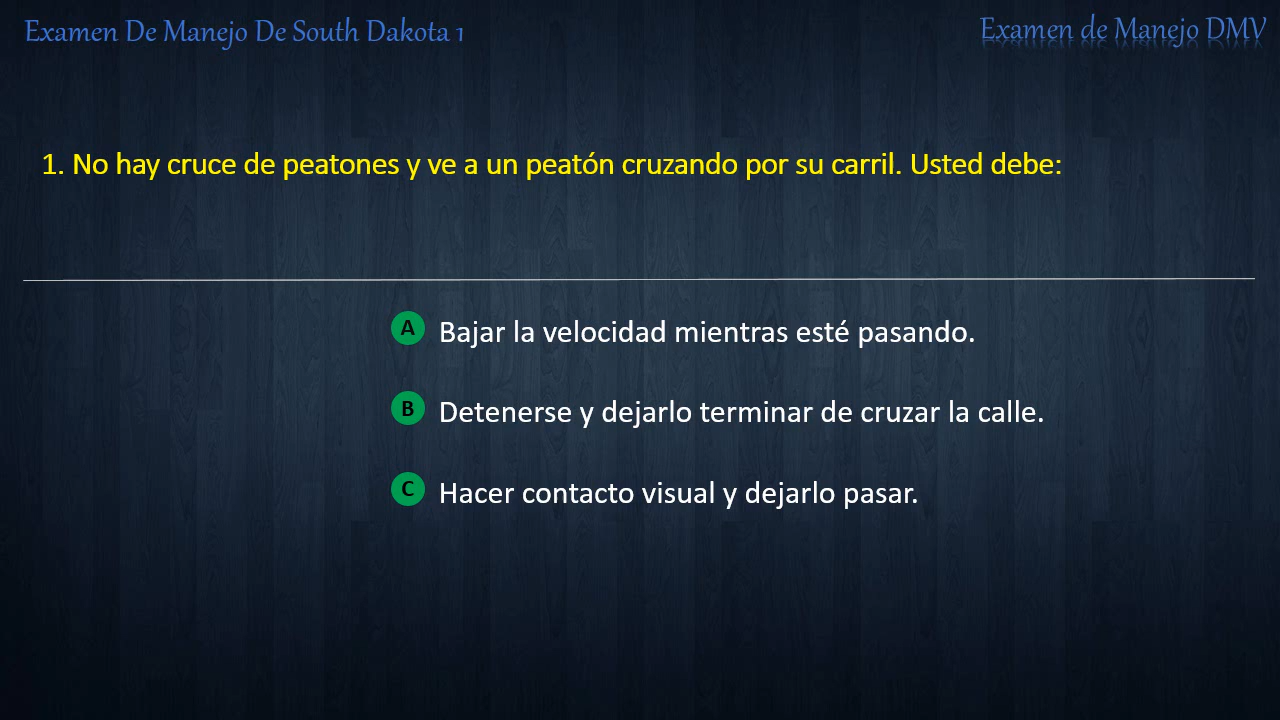 Examen De Manejo De South Dakota 1
Examen de Manejo DMV
1. No hay cruce de peatones y ve a un peatón cruzando por su carril. Usted debe:
A Bajar la velocidad mientras esté pasando.
B Detenerse y dejarlo terminar de cruzar la calle.
C Hacer contacto visual y dejarlo pasar.